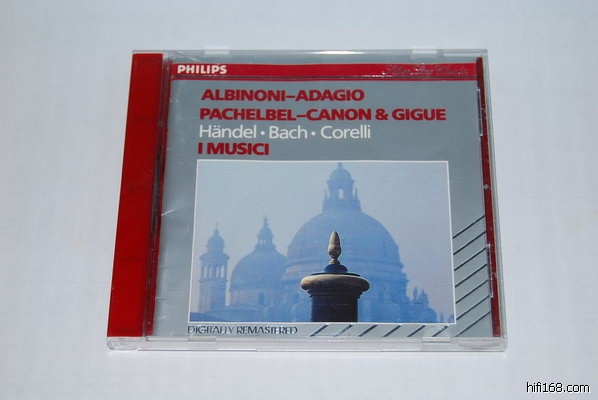 PHILIPS
ALBINONI–ADAGIO
PACHELBEL–CANON & GIGUE
Händel · Bach · Corelli
I MUSICI
DIGITALLY REMASTERED
hifi168.com